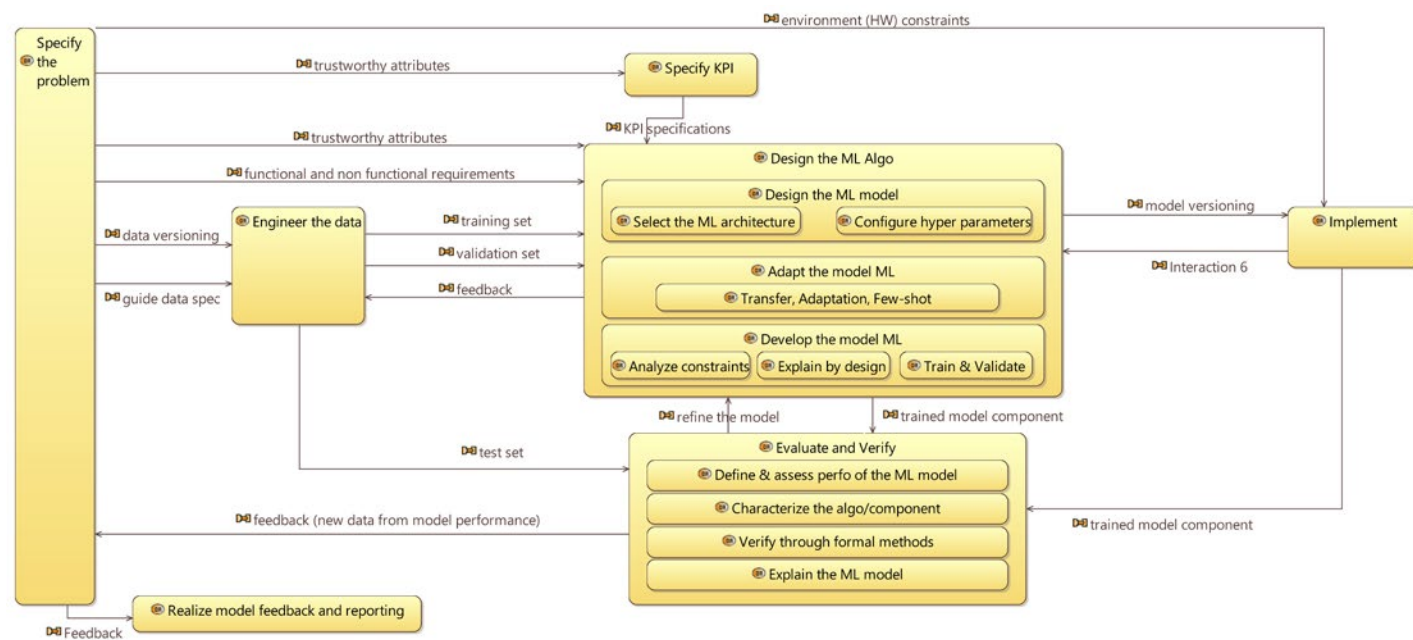 environment (HW) constraints
Specify
the
problem
trustworthy attributes
Specify KPI
KPI specifications
trustworthy attributes
Design the ML Algo
functional and non functional requirements
Design the ML model
Select the ML architecture
Configure hyper parameters
model versioning
Engineer the data
training set
Implement
data versioning
validation set
Interaction 6
Adapt the model ML
feedback
guide data spec
Transfer, Adaptation, Few-shot
Develop the model ML
Analyze constraints
Explain by design
Train & Validate
refine the model
trained model component
Evaluate and Verify
test set
Define & assess perfo of the ML model
Characterize the algo/component
feedback (new data from model performance)
trained model component
Verify through formal methods
Explain the ML model
Realize model feedback and reporting
Feedback